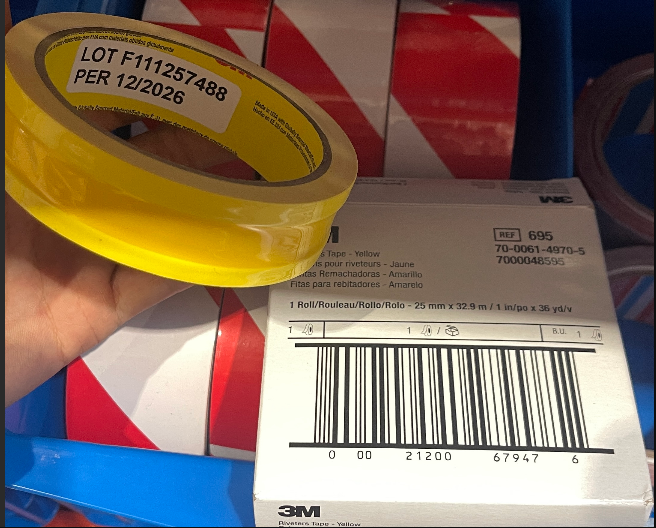 LOT F111257488
PER 12/2026
3M
REF 695
70-0061-4970-5
7000048595
Tape - Yellow
pour riveteurs - Jaune
Remachadoras - Amarillo
Fitas para rebitadores - Amarelo
1 Roll/Rouleau/Rollo/Rolo - 25 mm x 32.9 m / 1 in/po x 36 yd/v
1
1 /
B.U. 1
0 00 21200 67947 6
3M
Riveters Tape - Yellow